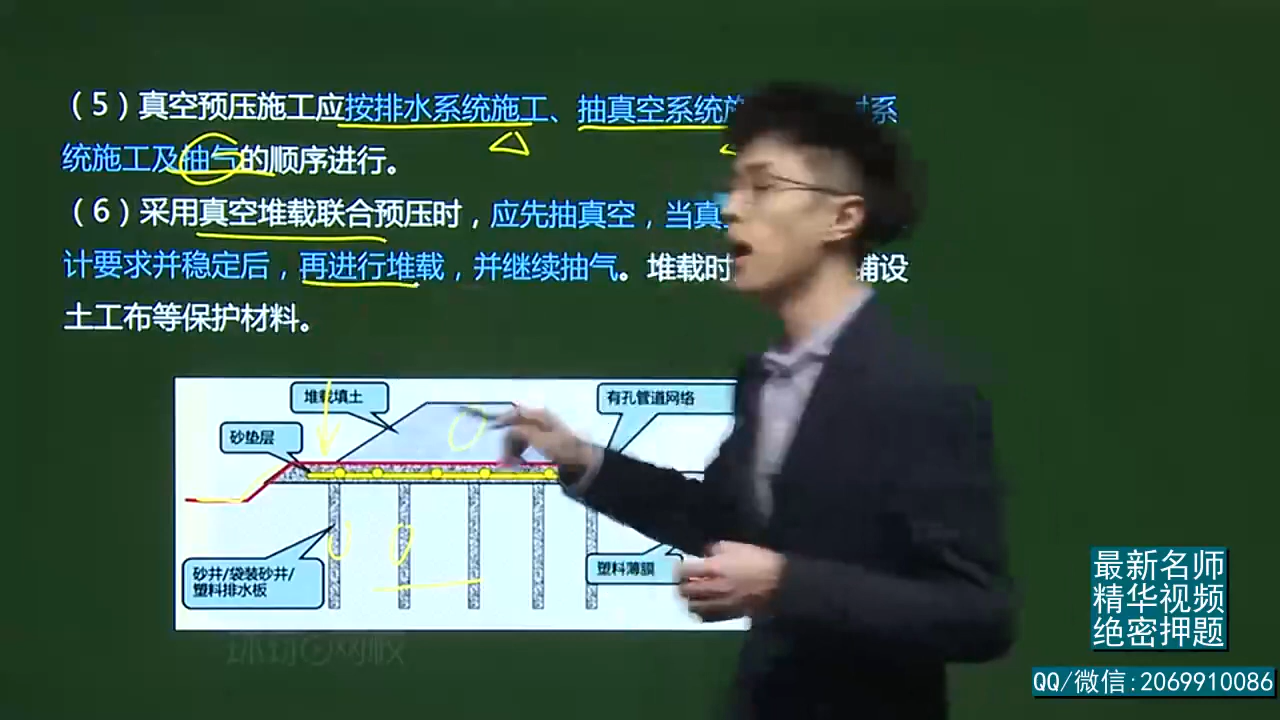 （5）真空预压施工应按排水系统施工、抽真空系统施
系
统施工及抽气的顺序进行。
（6）采用真空堆载联合预压时，应先抽真空，当真
计要求并稳定后，再进行堆载，并继续抽气。堆载时
铺设
土工布等保护材料。
堆载填土
有孔管道网络
砂垫层
砂井/袋装砂井/
塑料排水板
塑料薄膜
环球网校
最新名师
精华视频
绝密押题
QQ/微信:2069910086